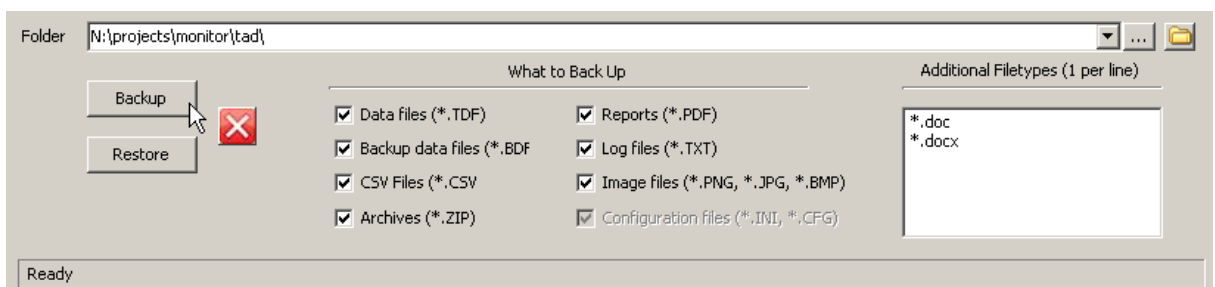 Folder N:\projects\monitor\tad\ ...
What to Back Up
Additional Filetypes (1 per line)
Backup
Restore
Data files (*.TDF)
Backup data files (*.BDF
CSV Files (*.CSV
Archives (*.ZIP)
Reports (*.PDF)
Log files (*.TXT)
Image files (*.PNG, *.JPG, *.BMP)
Configuration files (*.INI, *.CFG)
*.doc
*.docx
Ready